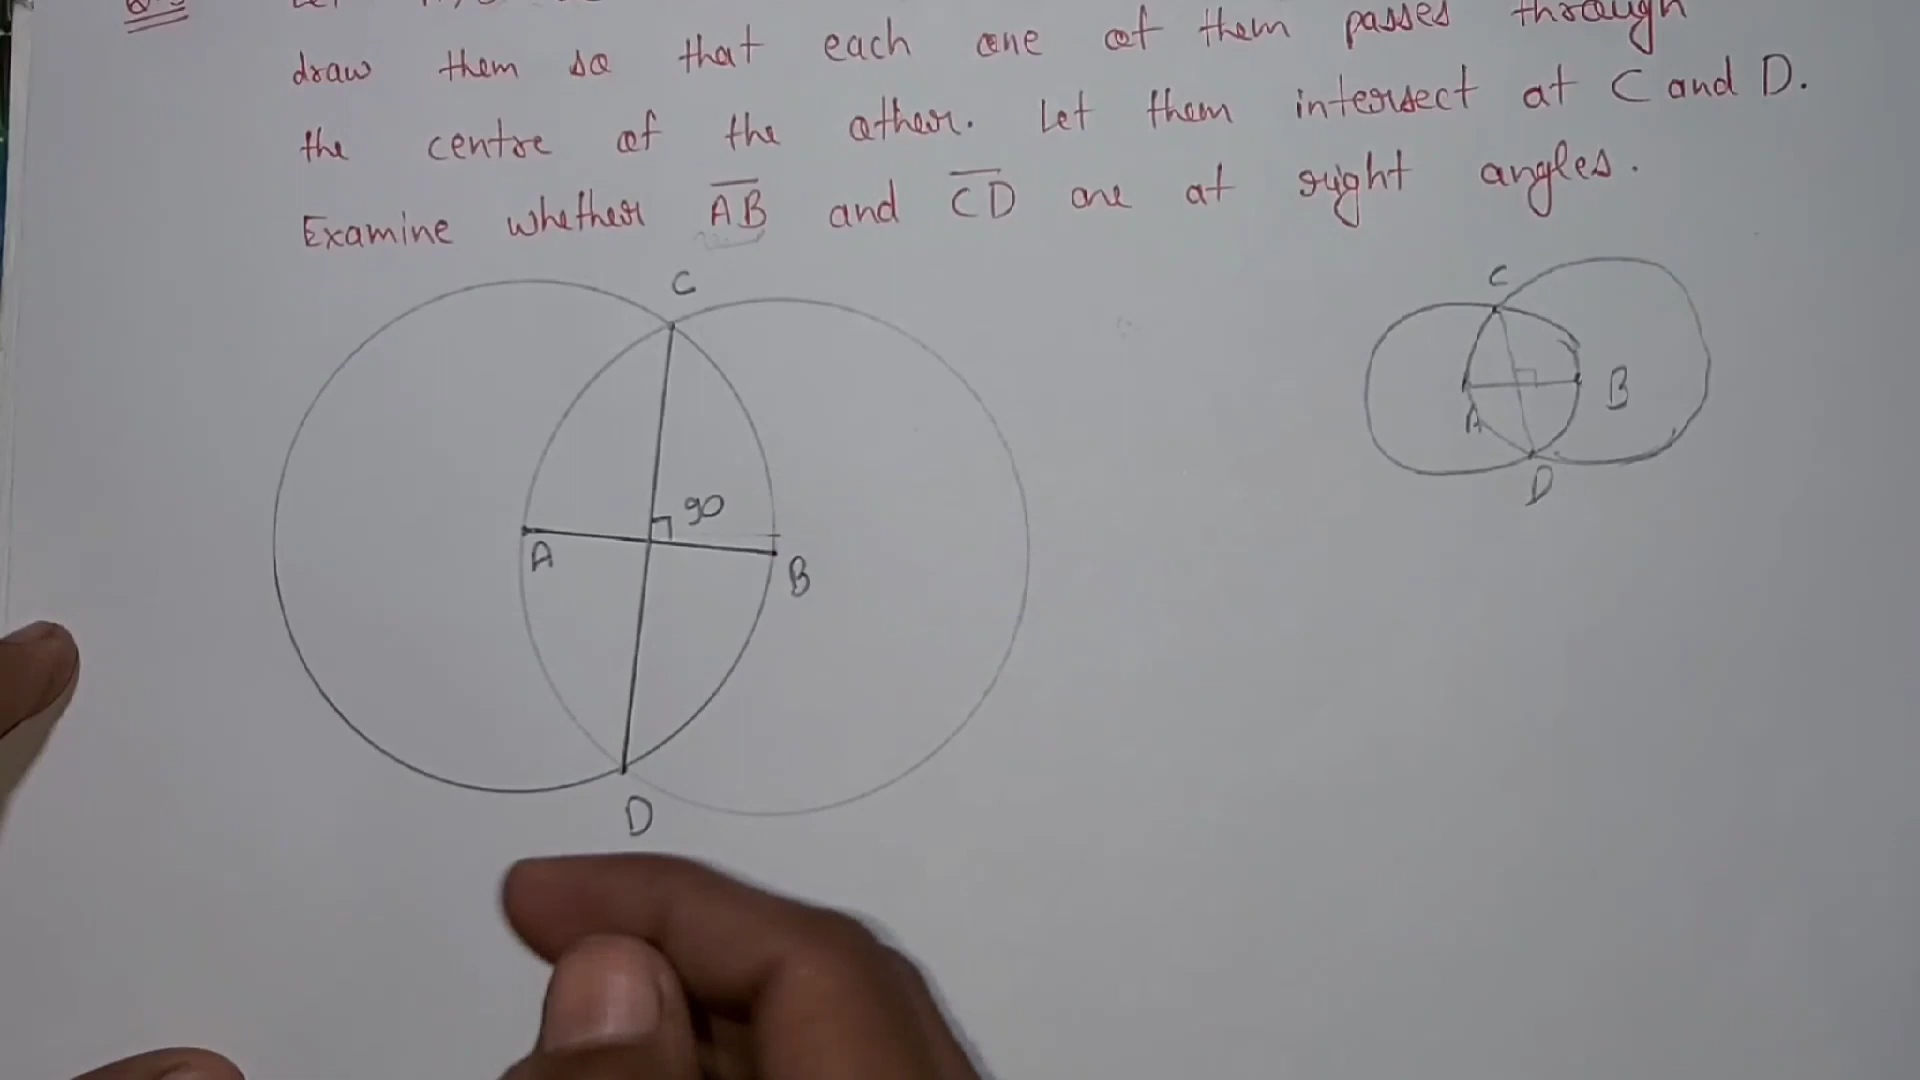 draw them so that each one of them passes through
the centre of the other. Let them intersect at C and D.
Examine whether AB and CD are at right angles.
C
C
90
A
B
B
A
D
D